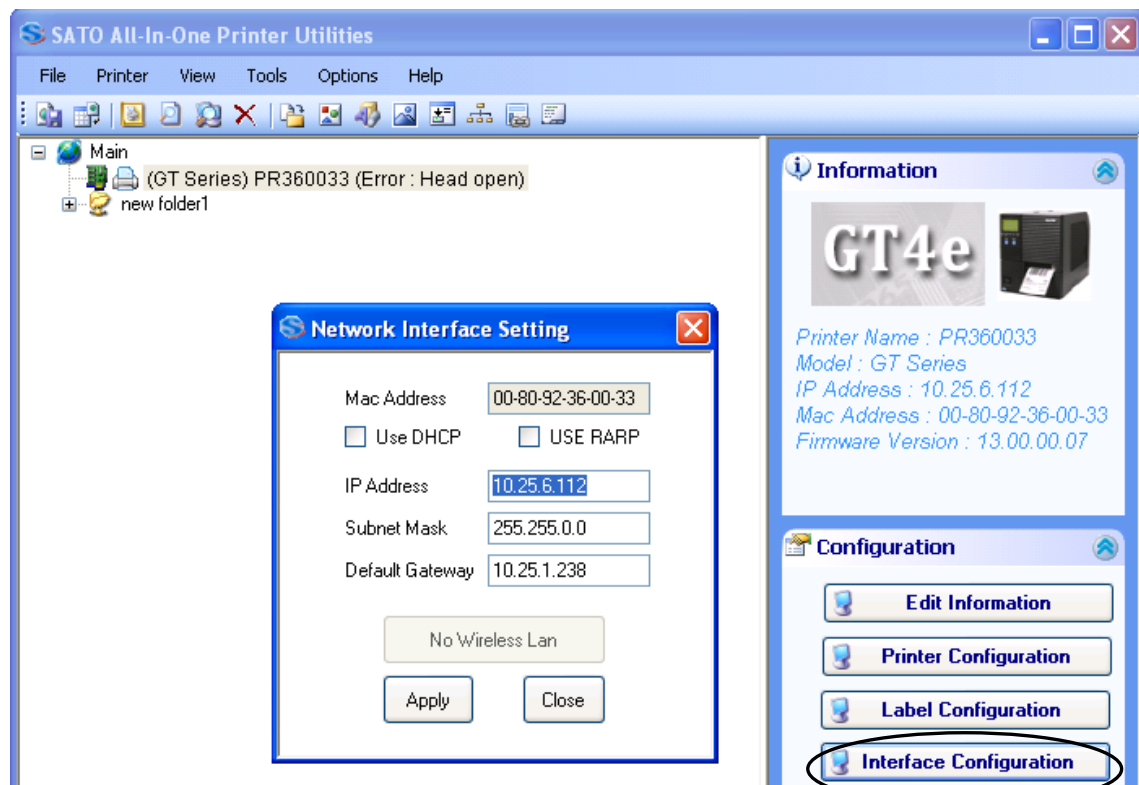 SATO All-In-One Printer Utilities
File Printer View Tools Options Help
Main
(GT Series) PR360033 (Error : Head open)
new folder1
Network Interface Setting
Mac Address 00-80-92-36-00-33
Use DHCP USE RARP
IP Address 10.25.6.112
Subnet Mask 255.255.0.0
Default Gateway 10.25.1.238
No Wireless Lan
Apply Close
Information
GT4e
Printer Name : PR360033
Model : GT Series
IP Address : 10.25.6.112
Mac Address : 00-80-92-36-00-33
Firmware Version : 13.00.00.07
Configuration
Edit Information
Printer Configuration
Label Configuration
Interface Configuration